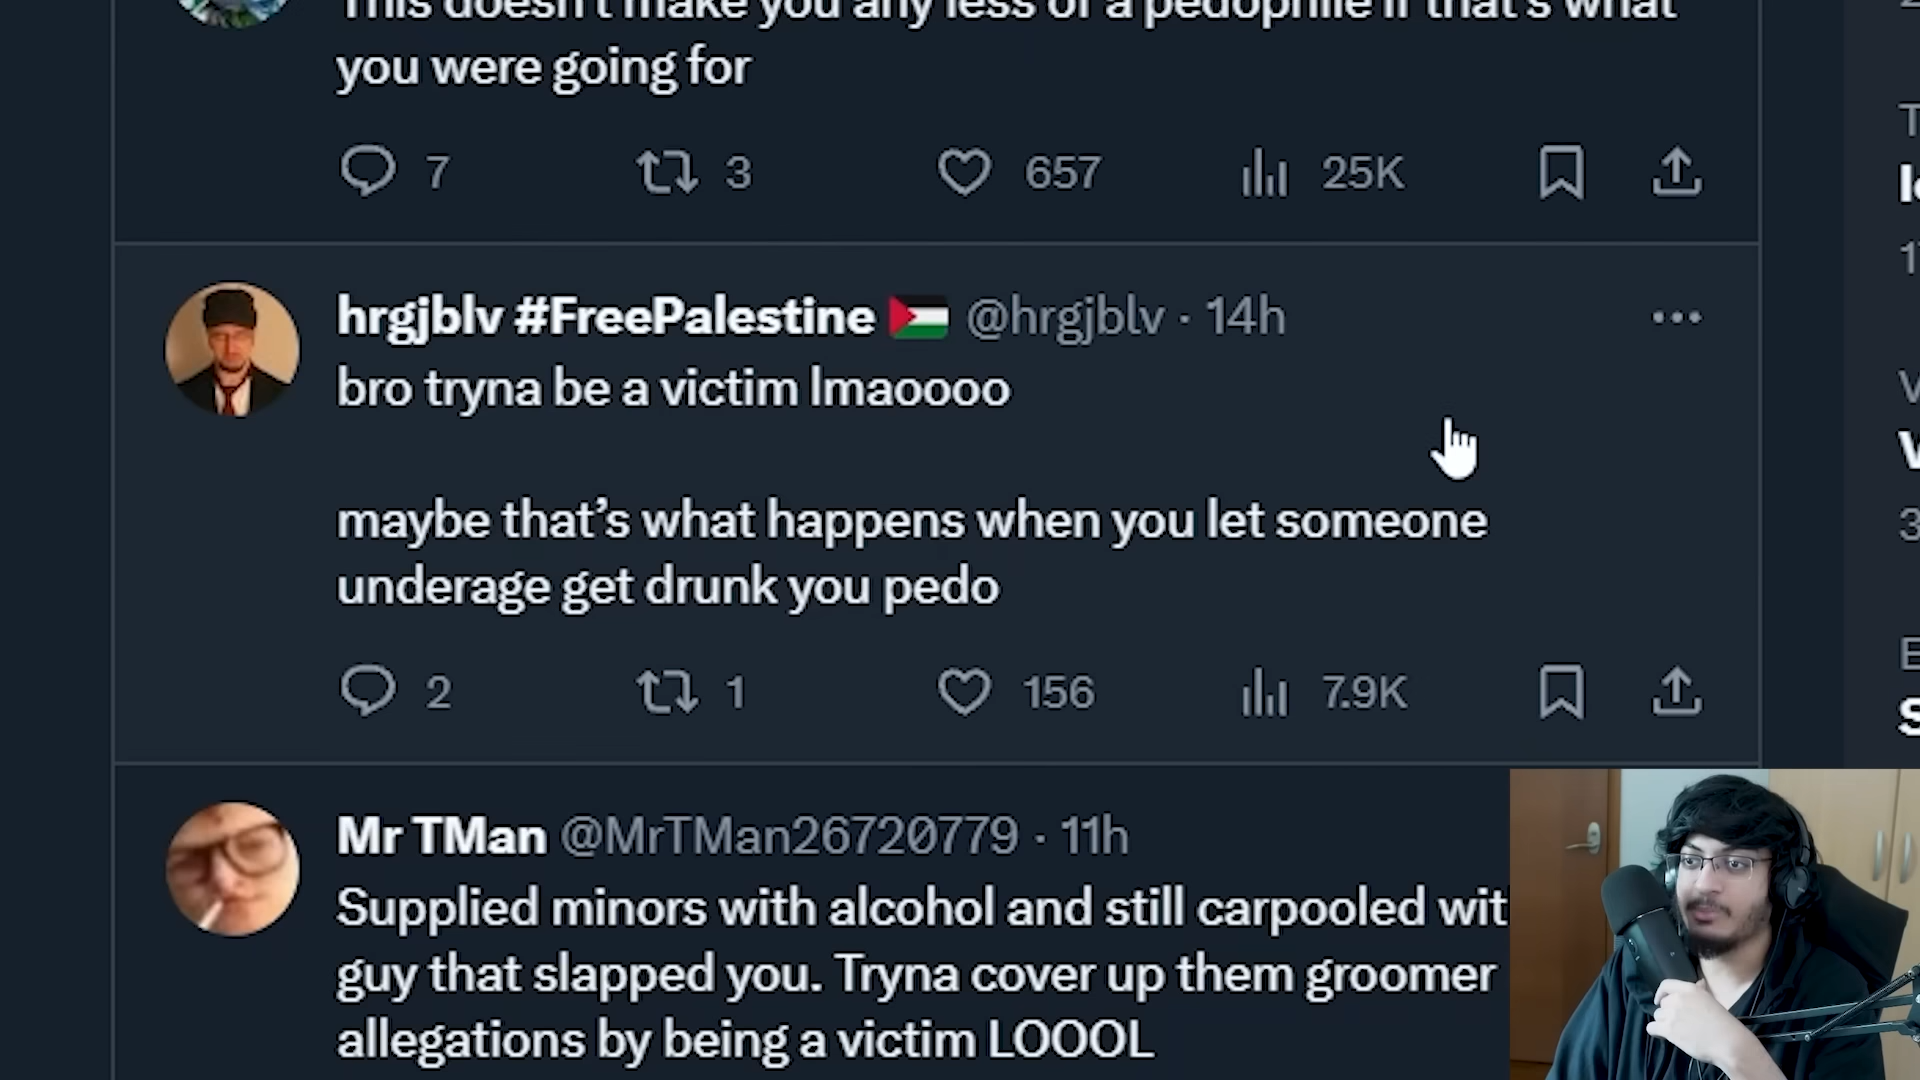 This doesn't make you any less of a pedophile if that's what
you were going for
7 3 657 25K
hrgjblv #FreePalestine 🇵🇸 @hrgjblv · 14h
bro tryna be a victim lmaoooo
maybe that's what happens when you let someone
underage get drunk you pedo
2 1 156 7.9K
Mr TMan @MrTMan26720779 · 11h
Supplied minors with alcohol and still carpooled wit
guy that slapped you. Tryna cover up them groomer
allegations by being a victim LOOOL